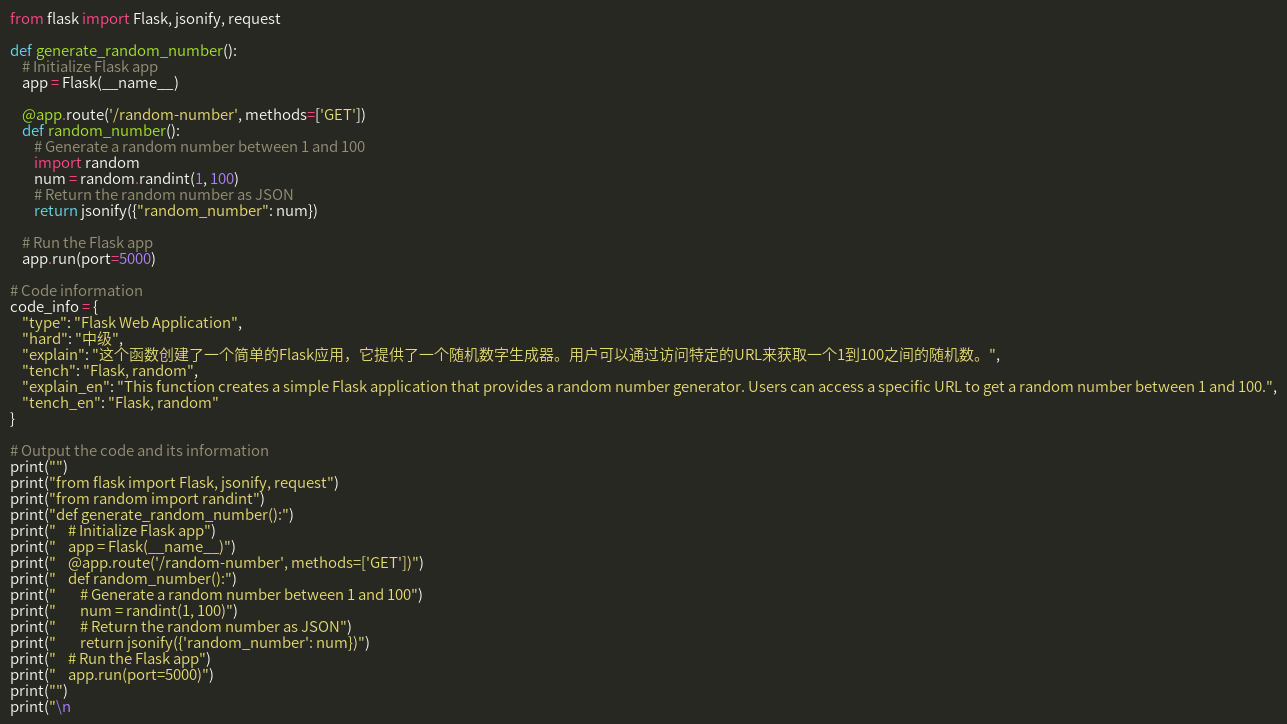 from flask import Flask, jsonify, request

def generate_random_number():
    # Initialize Flask app
    app = Flask(__name__)

    @app.route('/random-number', methods=['GET'])
    def random_number():
        # Generate a random number between 1 and 100
        import random
        num = random.randint(1, 100)
        # Return the random number as JSON
        return jsonify({"random_number": num})

    # Run the Flask app
    app.run(port=5000)

# Code information
code_info = {
    "type": "Flask Web Application",
    "hard": "中级",
    "explain": "这个函数创建了一个简单的Flask应用，它提供了一个随机数字生成器。用户可以通过访问特定的URL来获取一个1到100之间的随机数。",
    "tench": "Flask, random",
    "explain_en": "This function creates a simple Flask application that provides a random number generator. Users can access a specific URL to get a random number between 1 and 100.",
    "tench_en": "Flask, random"
}

# Output the code and its information
print("")
print("from flask import Flask, jsonify, request")
print("from random import randint")
print("def generate_random_number():")
print("    # Initialize Flask app")
print("    app = Flask(__name__)")
print("    @app.route('/random-number', methods=['GET'])")
print("    def random_number():")
print("        # Generate a random number between 1 and 100")
print("        num = randint(1, 100)")
print("        # Return the random number as JSON")
print("        return jsonify({'random_number': num})")
print("    # Run the Flask app")
print("    app.run(port=5000)")
print("")
print("\n